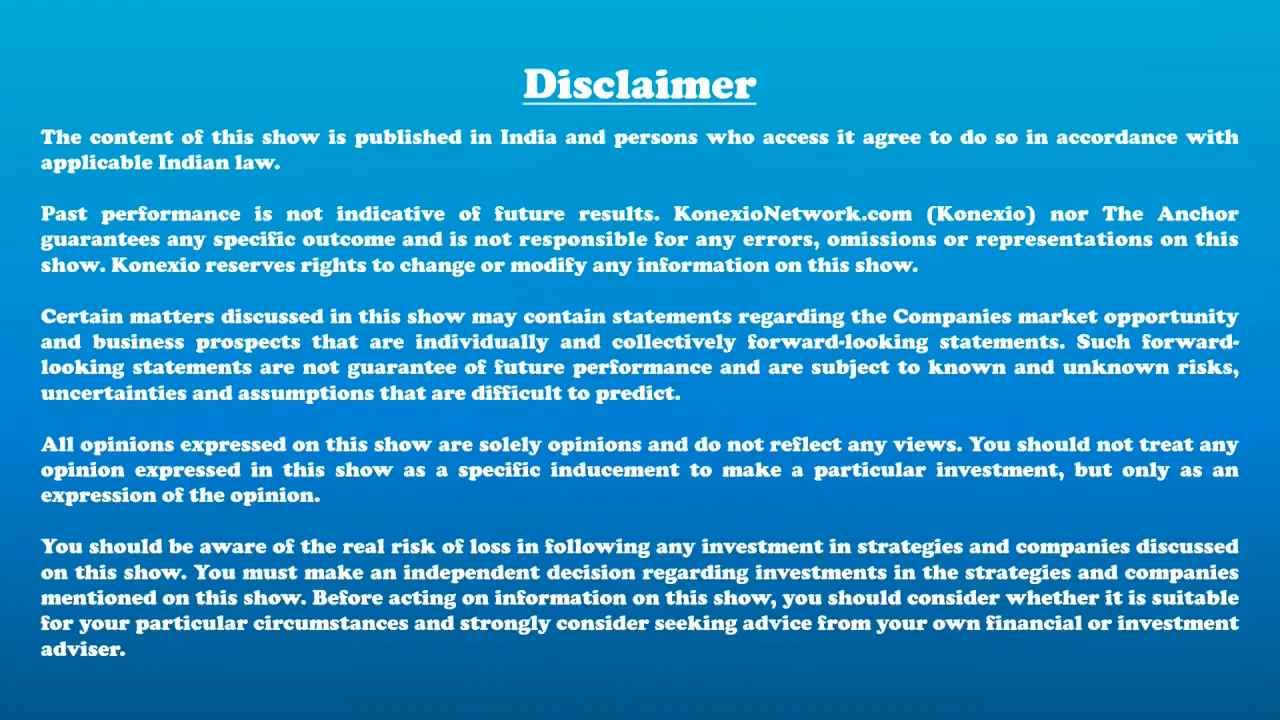 Disclaimer
The content of this show is published in India and persons who access it agree to do so in accordance with
applicable Indian law.
Past performance is not indicative of future results. KonexioNetwork.com (Konexio) nor The Anchor
guarantees any specific outcome and is not responsible for any errors, omissions or representations on this
show. Konexio reserves rights to change or modify any information on this show.
Certain matters discussed in this show may contain statements regarding the Companies market opportunity
and business prospects that are individually and collectively forward-looking statements. Such forward-
looking statements are not guarantee of future performance and are subject to known and unknown risks,
uncertainties and assumptions that are difficult to predict.
All opinions expressed on this show are solely opinions and do not reflect any views. You should not treat any
opinion expressed in this show as a specific inducement to make a particular investment, but only as an
expression of the opinion.
You should be aware of the real risk of loss in following any investment in strategies and companies discussed
on this show. You must make an independent decision regarding investments in the strategies and companies
mentioned on this show. Before acting on information on this show, you should consider whether it is suitable
for your particular circumstances and strongly consider seeking advice from your own financial or investment
adviser.